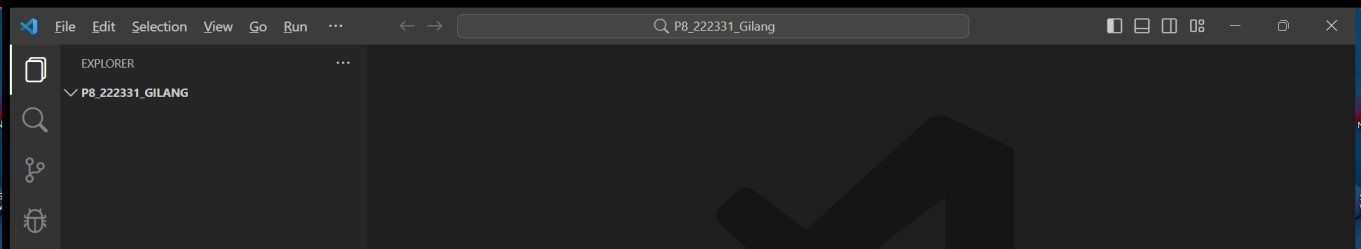 File Edit Selection View Go Run ···
P8_222331_Gilang
EXPLORER ···
P8_222331_GILANG